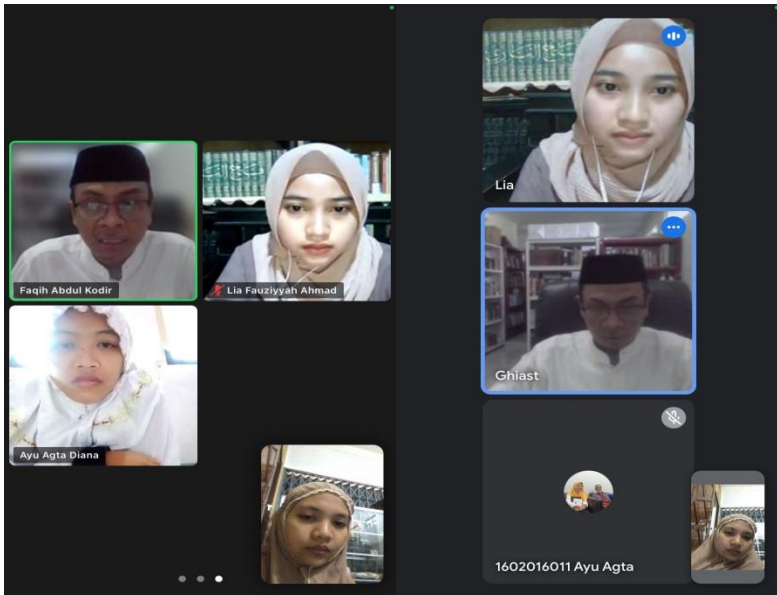 Faqih Abdul Kodir
Lia Fauziyyah Ahmad
Ayu Agta Diana
Lia
Ghiast
1602016011 Ayu Agta